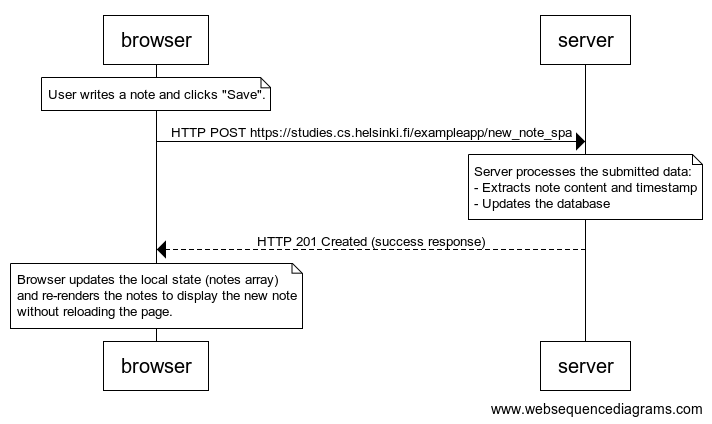 browser
server
User writes a note and clicks "Save".
HTTP POST https://studies.cs.helsinki.fi/exampleapp/new_note_spa
Server processes the submitted data:
- Extracts note content and timestamp
- Updates the database
HTTP 201 Created (success response)
Browser updates the local state (notes array)
and re-renders the notes to display the new note
without reloading the page.
browser
server
www.websequencediagrams.com